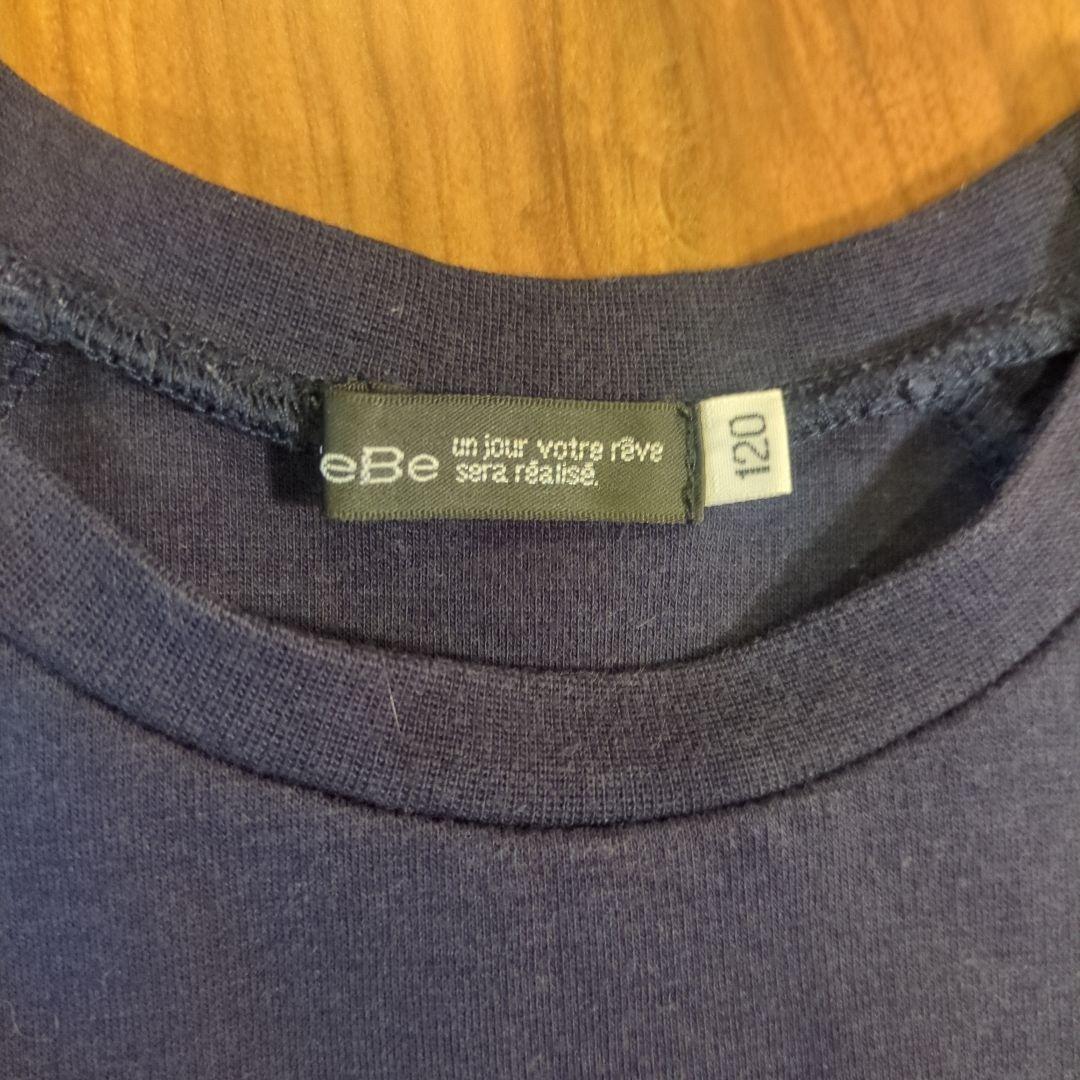 eBe
un jour votre rêve
sera réalisé.
120